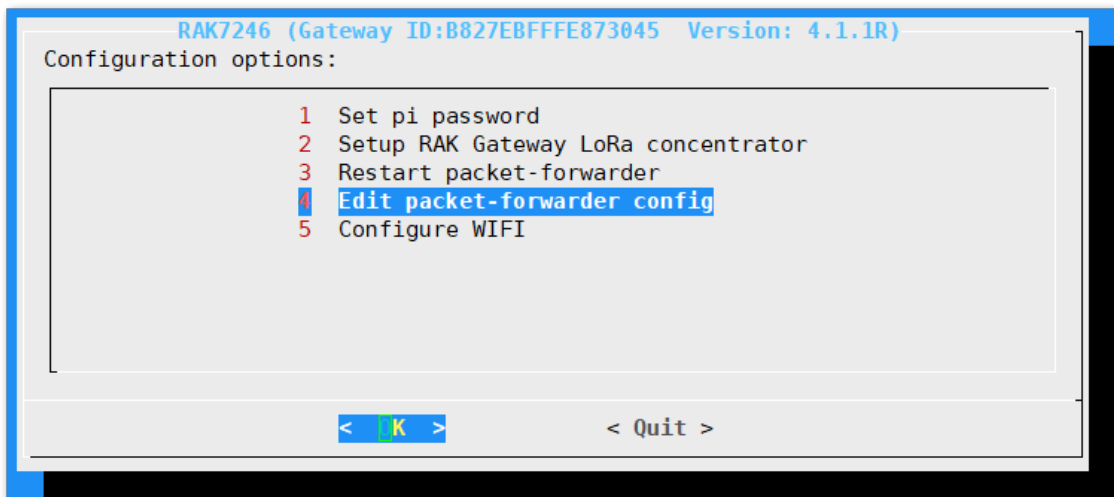 RAK7246 (Gateway ID:B827EBFFFE873045  Version: 4.1.1R)
Configuration options:
1  Set pi password
2  Setup RAK Gateway LoRa concentrator
3  Restart packet-forwarder
4  Edit packet-forwarder config
5  Configure WIFI
<  OK  >    < Quit >